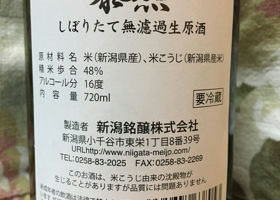 しぼりたて無濾過生原酒
原材料名 米(新潟県産)、米こうじ(新潟県産米)
精米歩合 48%
アルコール分 16度
内容量 720ml
要冷蔵
製造者 新潟銘醸株式会社
新潟県小千谷市東栄1丁目8番39号
URLhttp://www.niigata-meijo.com/
TEL:0258-83-2025 FAX:0258-83-2269
このお酒は、米こうじ由来の沈殿物が
生じることがありますが品質には問題ありません。